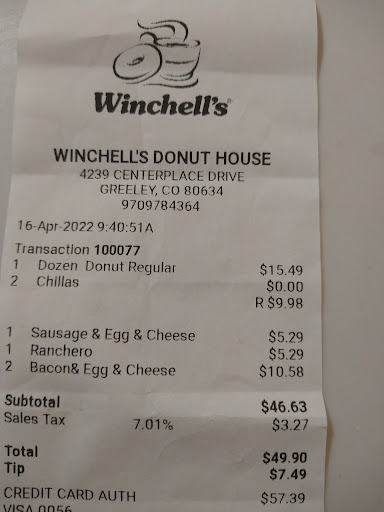 Winchell's®
WINCHELL'S DONUT HOUSE
4239 CENTERPLACE DRIVE
GREELEY, CO 80634
9709784364
16-Apr-2022 9:40:51A
Transaction 100077
1 Dozen Donut Regular $15.49
2 Chillas $0.00
R $9.98
1 Sausage & Egg & Cheese $5.29
1 Ranchero $5.29
2 Bacon& Egg & Cheese $10.58
Subtotal $46.63
Sales Tax 7.01% $3.27
Total $49.90
Tip $7.49
CREDIT CARD AUTH $57.39
VISA 0056